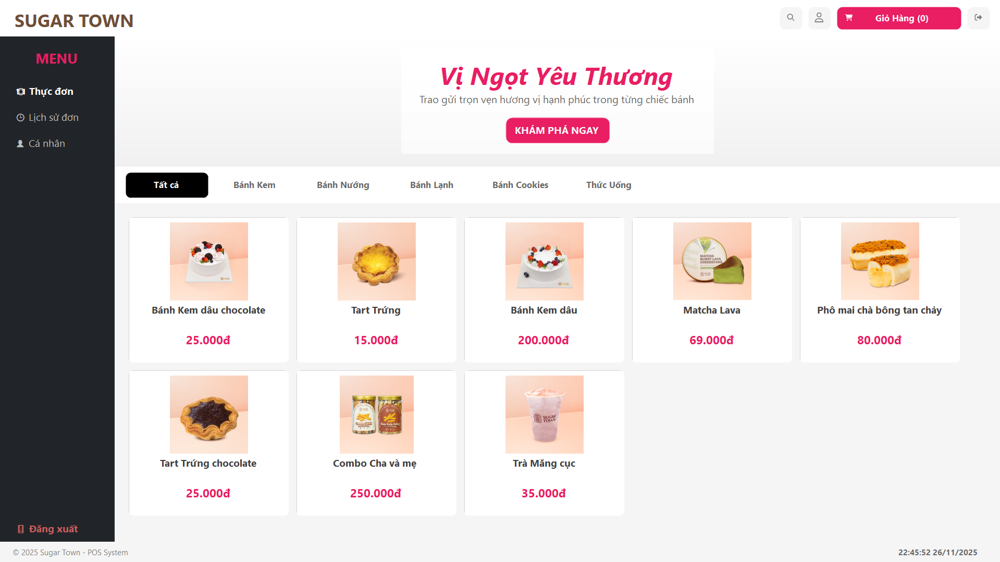 SUGAR TOWN
Giỏ Hàng (0)
MENU
Thực đơn
Lịch sử đơn
Cá nhân
Đăng xuất
Vị Ngọt Yêu Thương
Trao gửi trọn vẹn hương vị hạnh phúc trong từng chiếc bánh
KHÁM PHÁ NGAY
Tất cả
Bánh Kem
Bánh Nướng
Bánh Lạnh
Bánh Cookies
Thức Uống
Bánh Kem dâu chocolate
25.000đ
Tart Trứng
15.000đ
Bánh Kem dâu
200.000đ
MATCHA
BURNT LAVA
CHEESECAKE
Matcha Lava
69.000đ
Phô mai chà bông tan chảy
80.000đ
Tart Trứng chocolate
25.000đ
Combo Cha và mẹ
250.000đ
SUGAR
TOWN
Trà Măng cục
35.000đ
© 2025 Sugar Town - POS System
22:45:52 26/11/2025